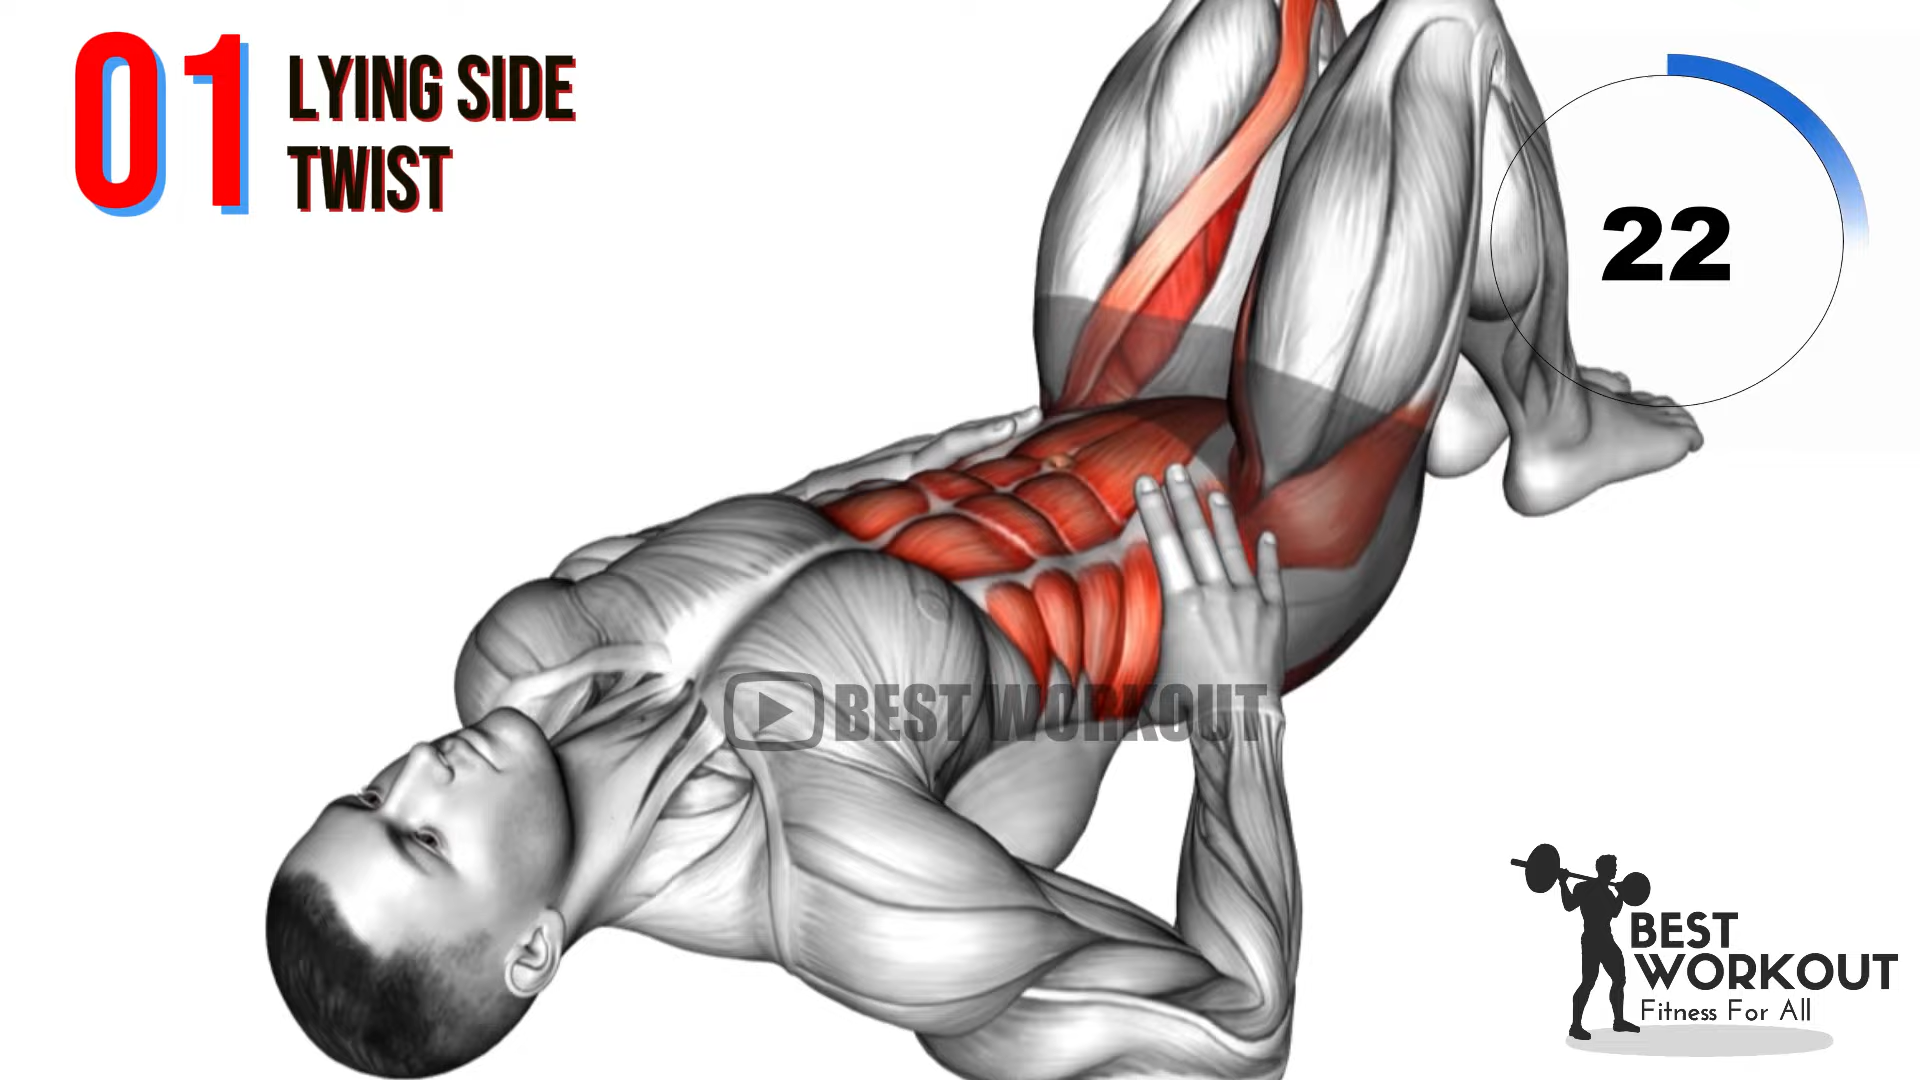 01
LYING SIDE
TWIST
22
BEST WORKOUT
BEST
WORKOUT
Fitness For All